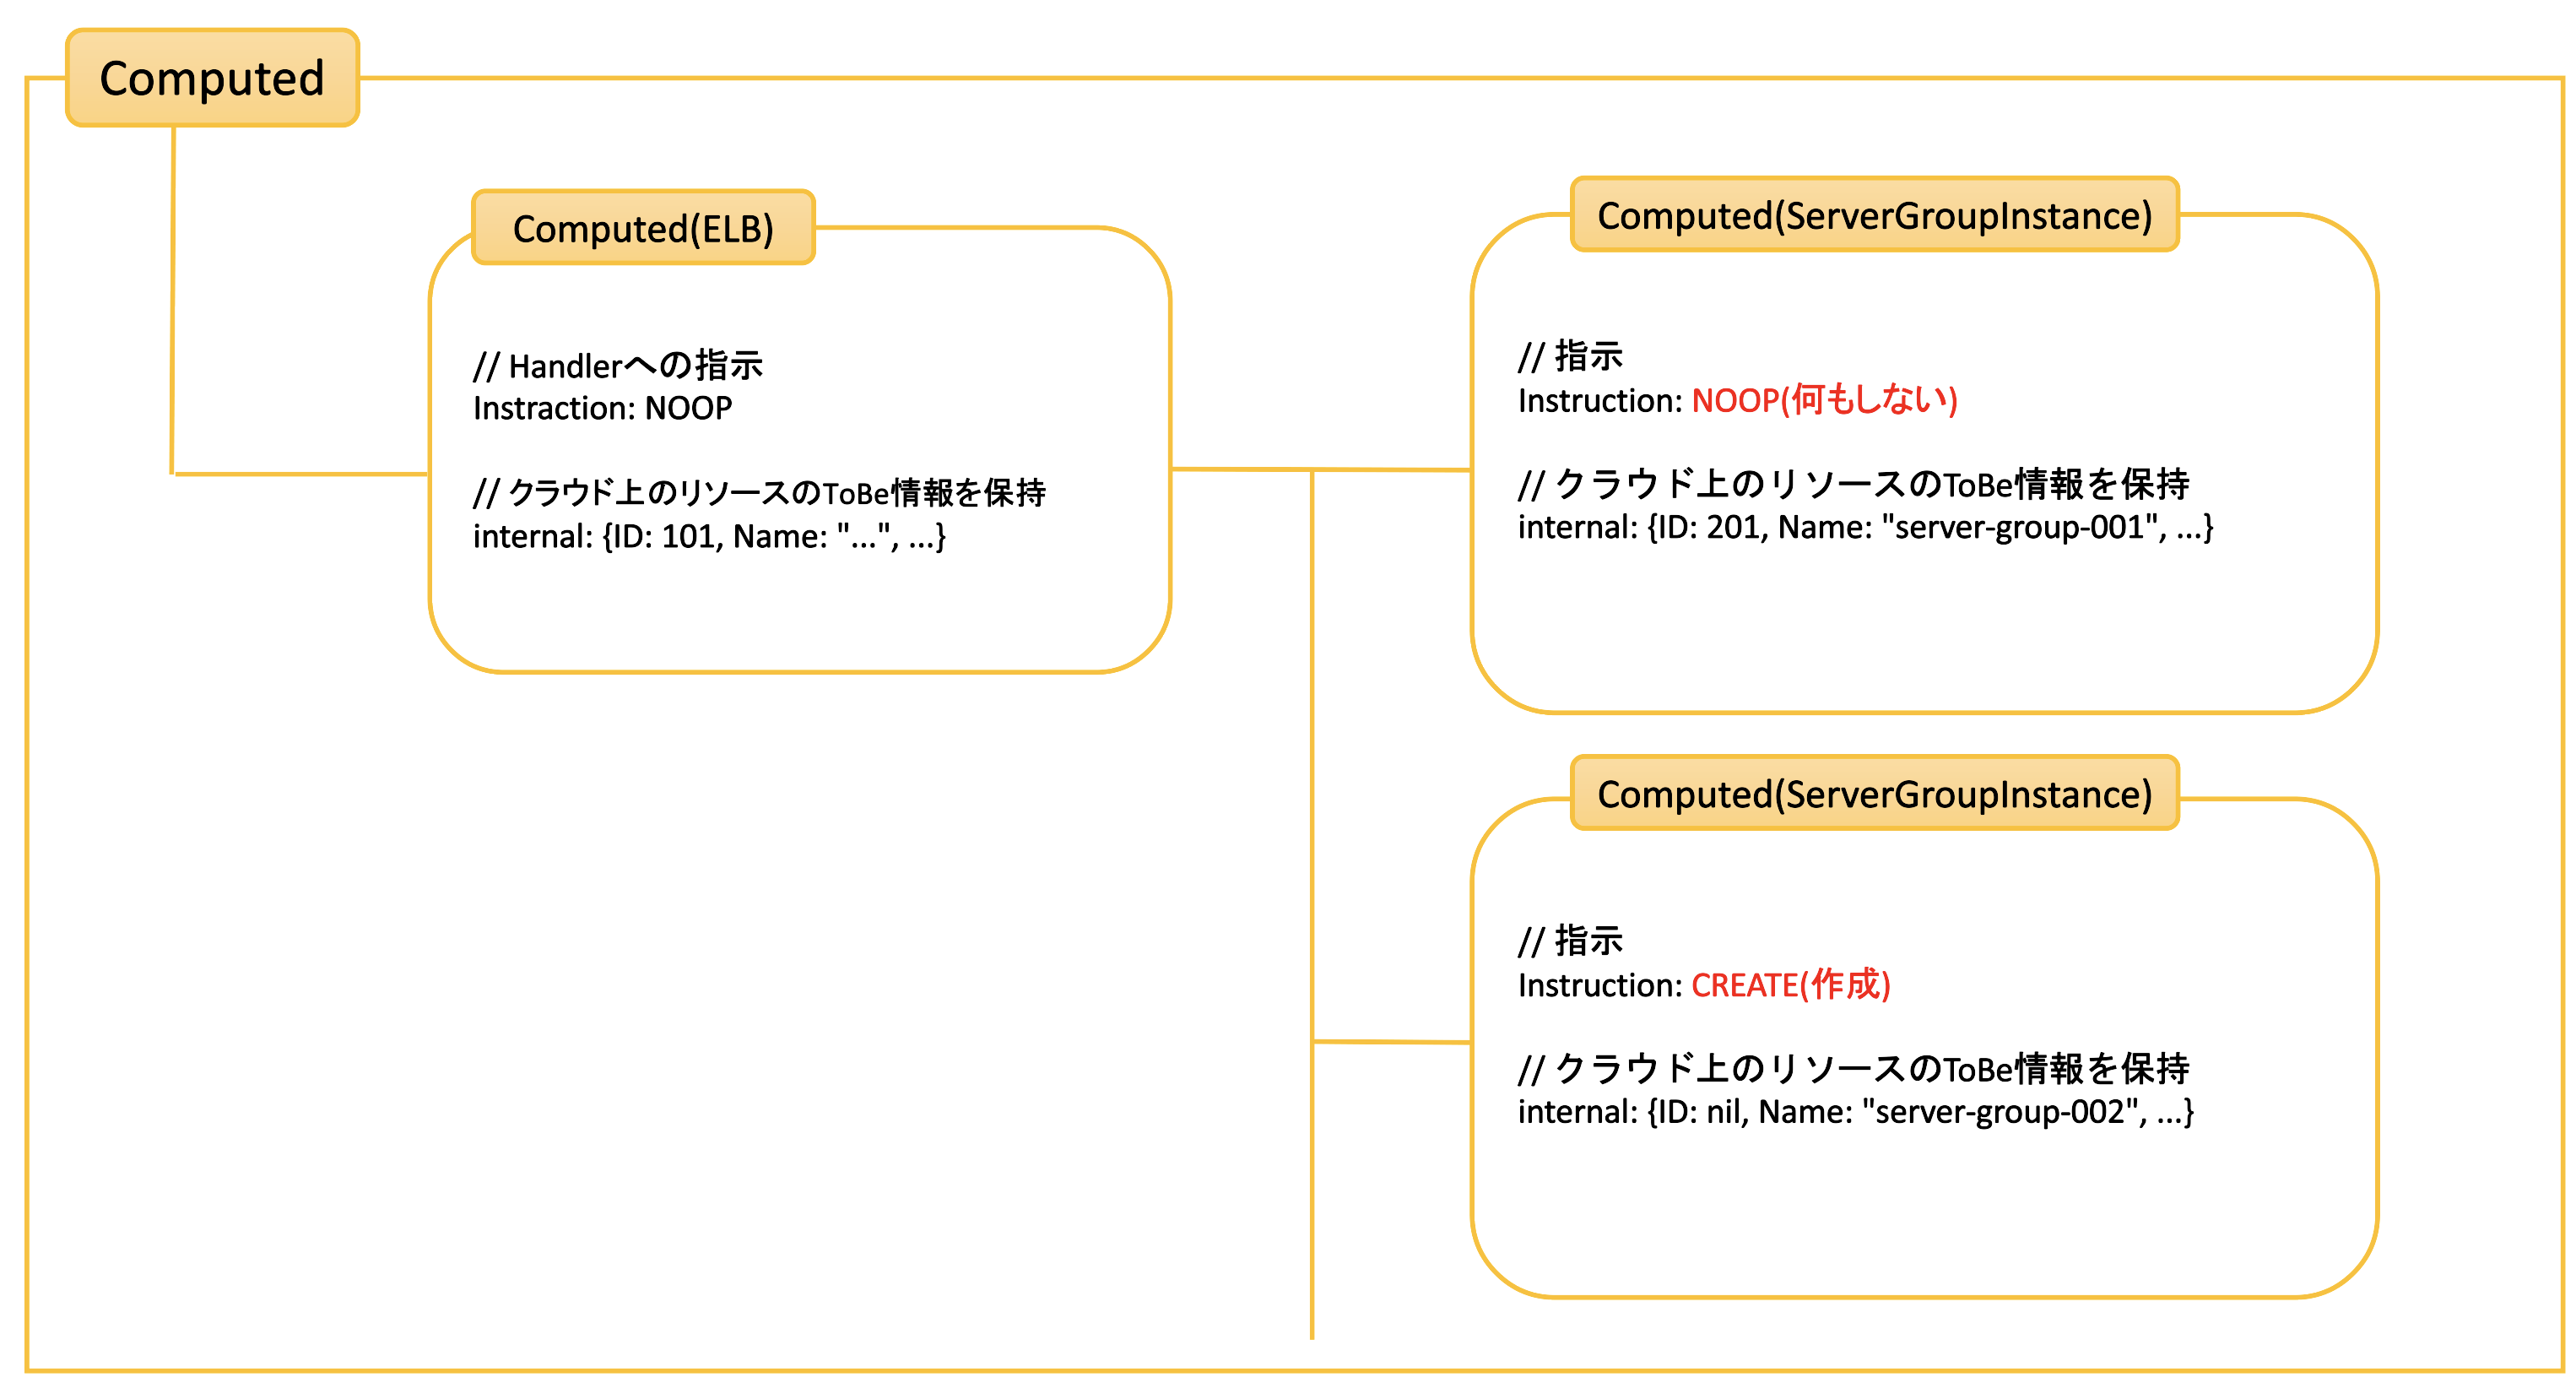 Computed
Computed(ELB)
// Handlerへの指示
Instraction: NOOP
// クラウド上のリソースのToBe情報を保持
internal: {ID: 101, Name: "...", ...}
Computed(ServerGroupInstance)
// 指示
Instruction: NOOP(何もしない)
// クラウド上のリソースのToBe情報を保持
internal: {ID: 201, Name: "server-group-001", ...}
Computed(ServerGroupInstance)
// 指示
Instruction: CREATE(作成)
// クラウド上のリソースのToBe情報を保持
internal: {ID: nil, Name: "server-group-002", ...}